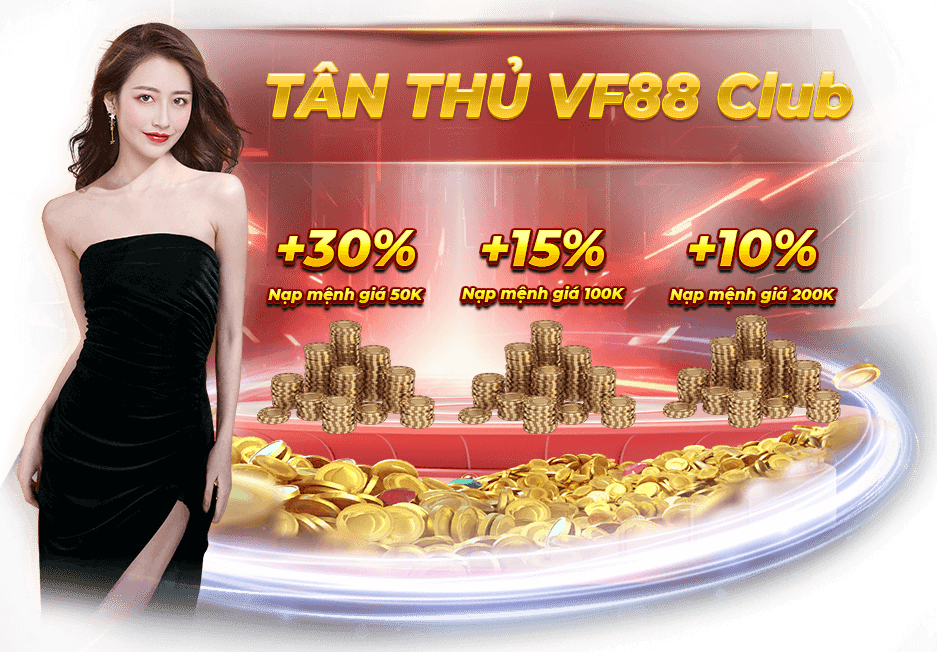 TÂN THỦ VF88 Club
+30% +15% +10%
Nạp mệnh giá 50K Nạp mệnh giá 100K Nạp mệnh giá 200K